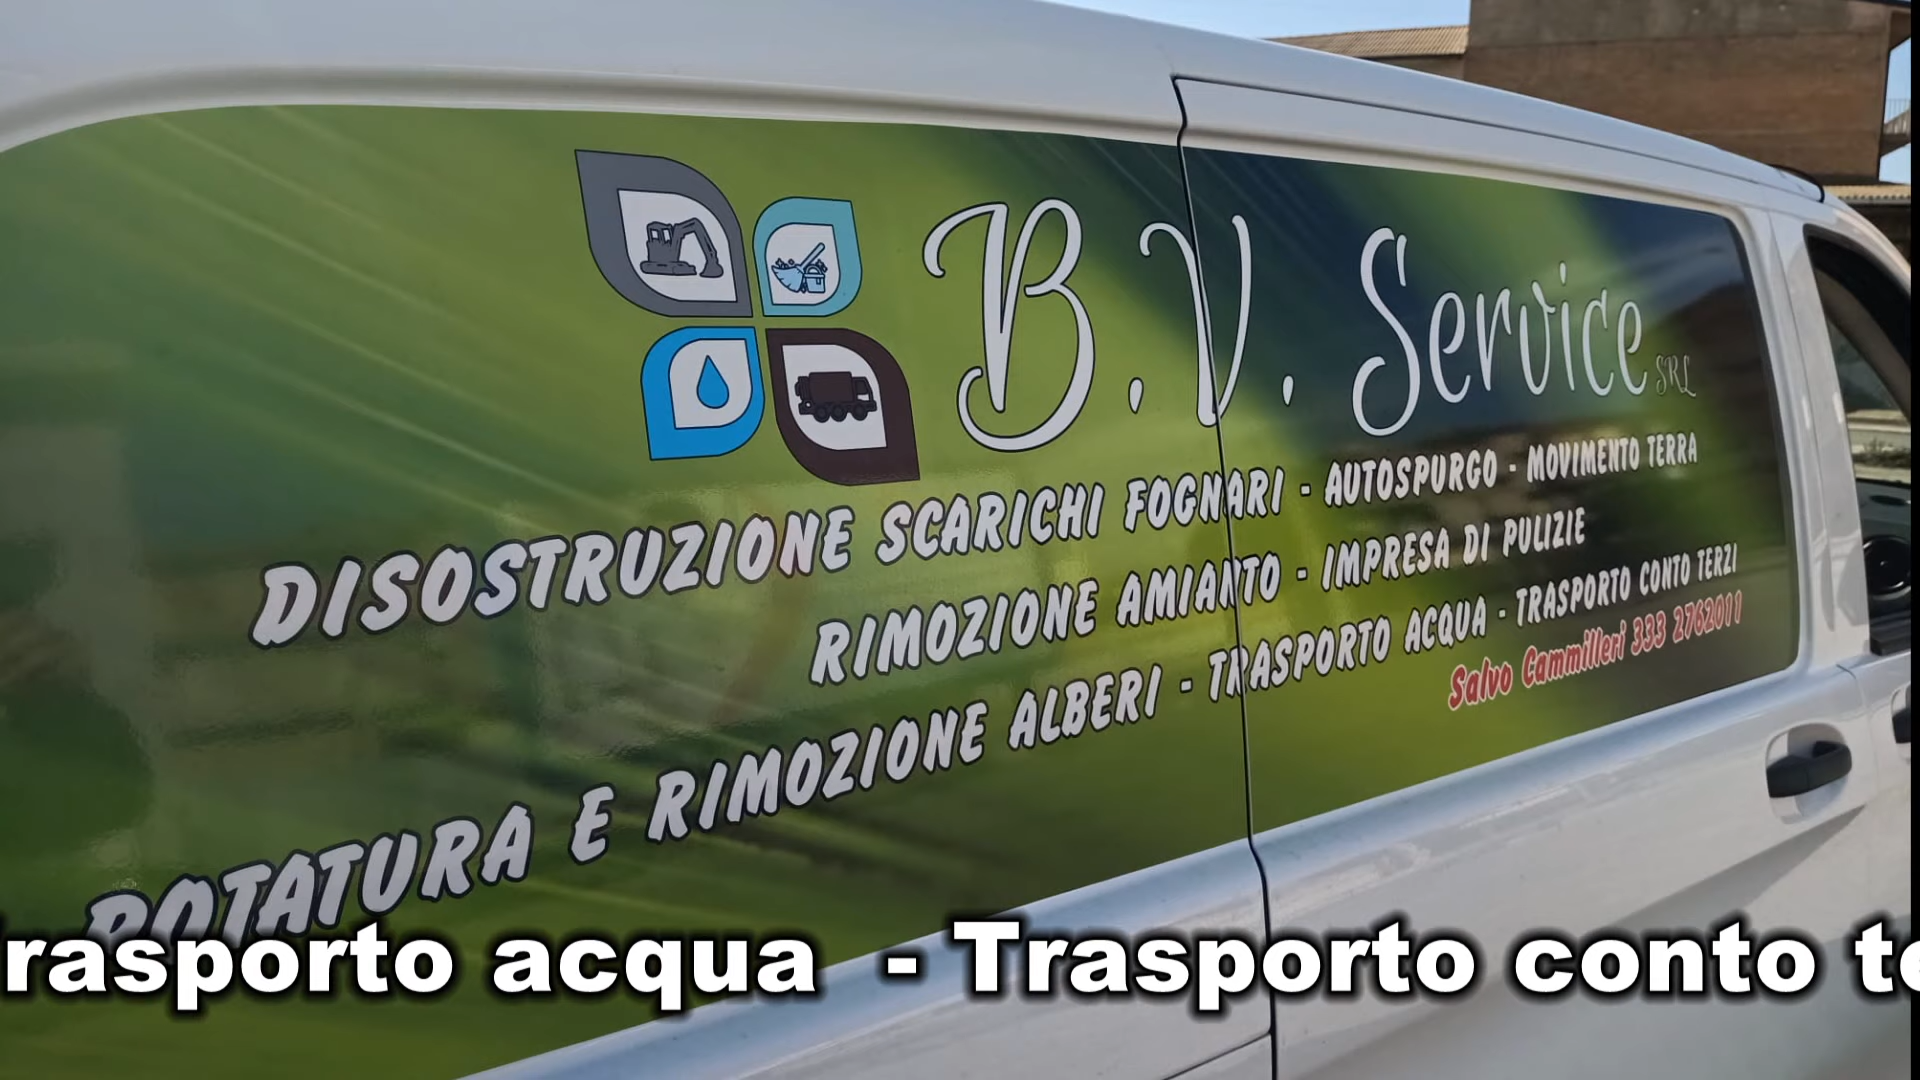 B.V. Service SRL
DISOSTRUZIONE SCARICHI FOGNARI - AUTOSPURGO - MOVIMENTO TERRA
RIMOZIONE AMIANTO - IMPRESA DI PULIZIE
POTATURA E RIMOZIONE ALBERI - TRASPORTO ACQUA - TRASPORTO CONTO TERZI
Salvo Cammilleri 333 2762011
rasporto acqua - Trasporto conto te